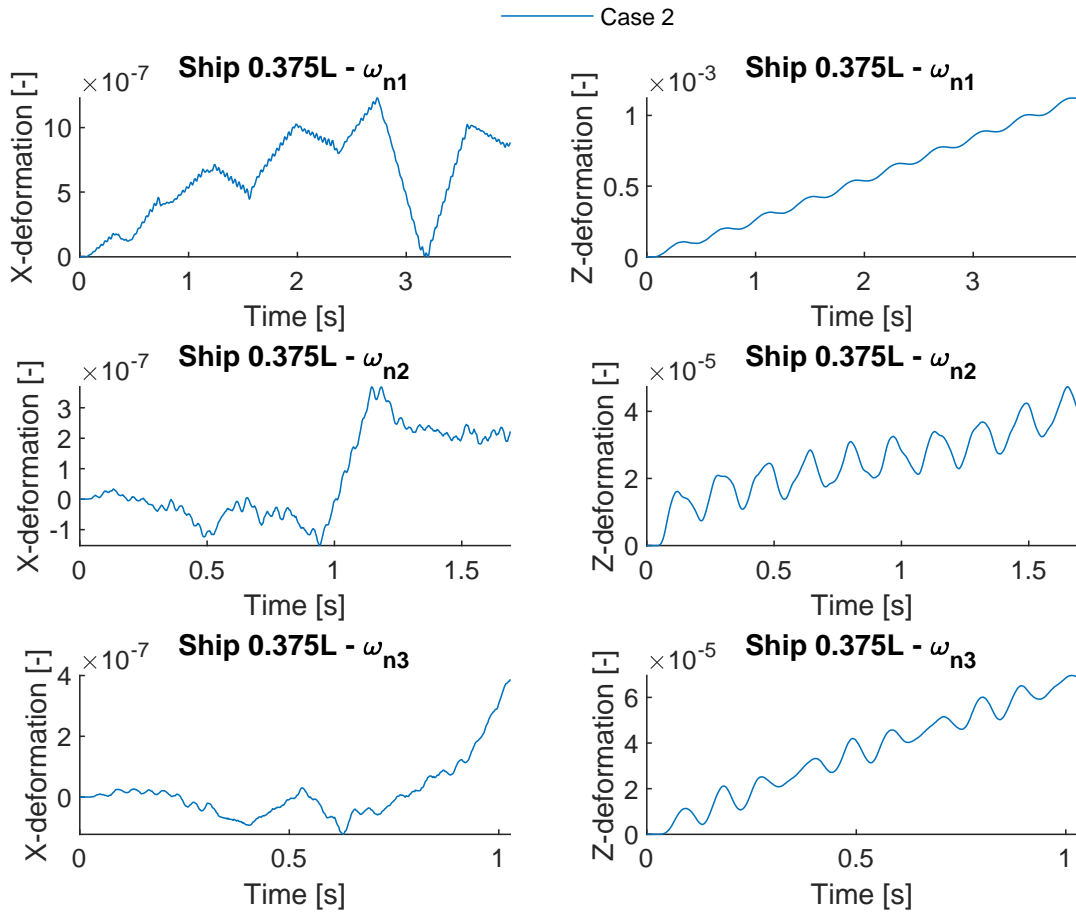 Case 2
Ship 0.375L - ωn1
×10-7
X-deformation [-]
10
5
0
0 1 2 3
Time [s]
Ship 0.375L - ωn1
×10-3
Z-deformation [-]
1
0.5
0
0 1 2 3
Time [s]
Ship 0.375L - ωn2
×10-7
X-deformation [-]
3
2
1
0
-1
0 0.5 1 1.5
Time [s]
Ship 0.375L - ωn2
×10-5
Z-deformation [-]
4
2
0
0 0.5 1 1.5
Time [s]
Ship 0.375L - ωn3
×10-7
X-deformation [-]
4
2
0
0 0.5 1
Time [s]
Ship 0.375L - ωn3
×10-5
Z-deformation [-]
6
4
2
0
0 0.5 1
Time [s]